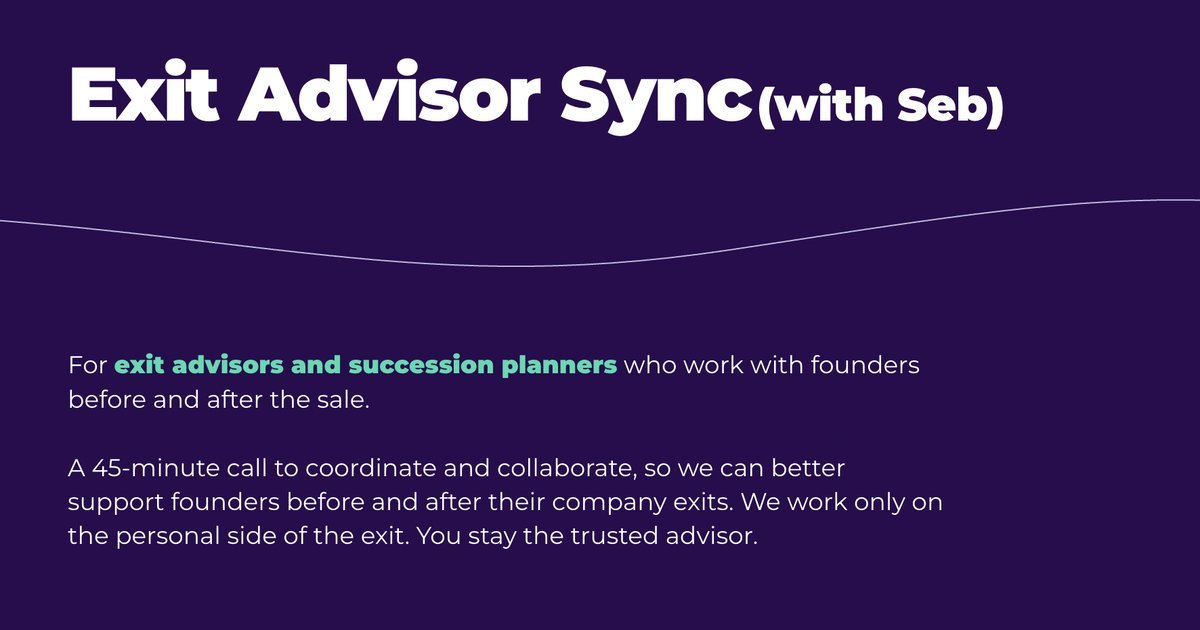 Exit Advisor Sync (with Seb)
For exit advisors and succession planners who work with founders
before and after the sale.
A 45-minute call to coordinate and collaborate, so we can better
support founders before and after their company exits. We work only on
the personal side of the exit. You stay the trusted advisor.